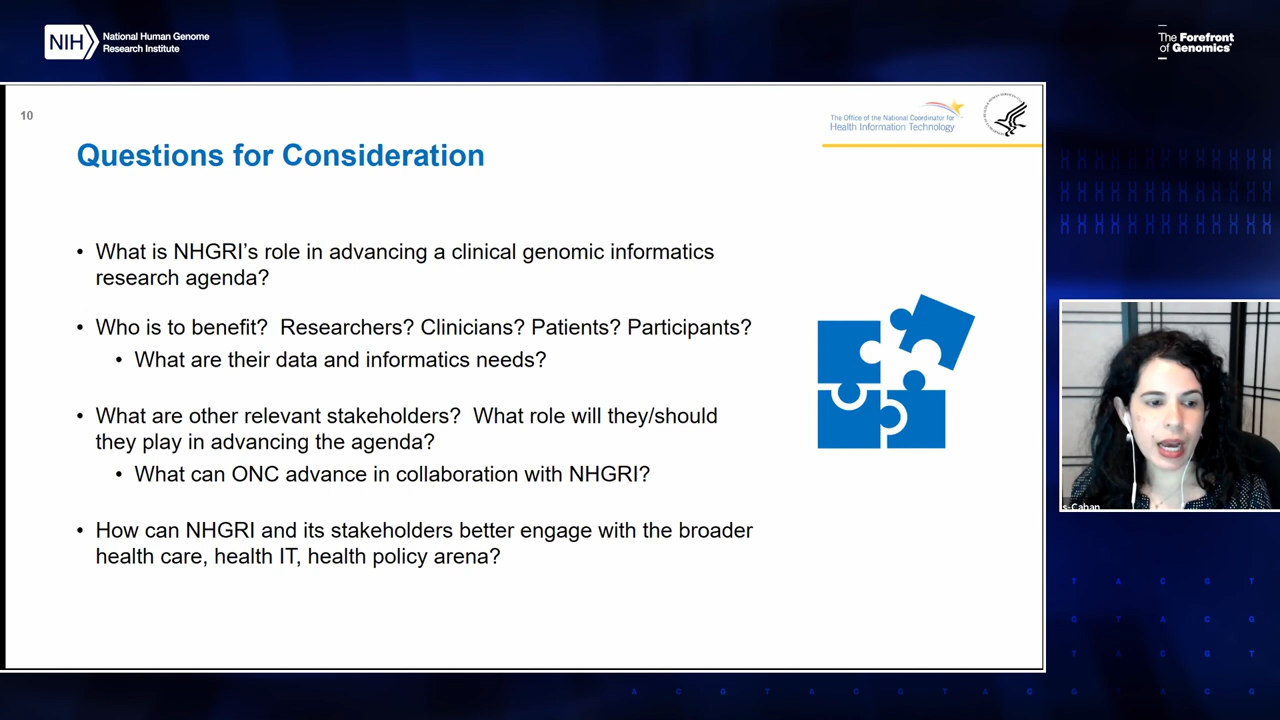 NIH
National Human Genome
Research Institute
The Forefront
of Genomics®
10
The Office of the National Coordinator for
Health Information Technology
Questions for Consideration
• What is NHGRI’s role in advancing a clinical genomic informatics
research agenda?
• Who is to benefit?  Researchers? Clinicians? Patients? Participants?
• What are their data and informatics needs?
• What are other relevant stakeholders?  What role will they/should
they play in advancing the agenda?
• What can ONC advance in collaboration with NHGRI?
• How can NHGRI and its stakeholders better engage with the broader
health care, health IT, health policy arena?
s-Cahan
T A C G T
G T A C G
T A C G T
A C G T A C G T A C G T A C G